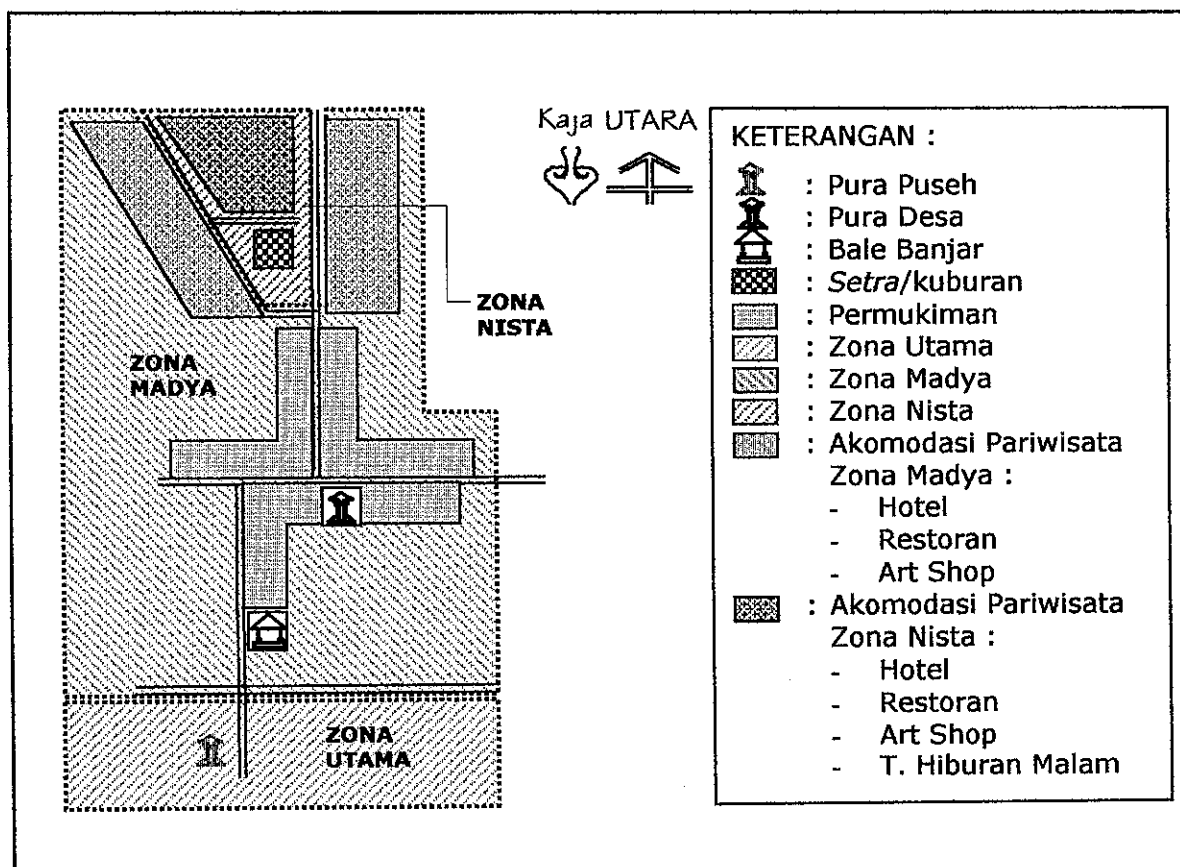 Kaja UTARA
ZONA
NISTA
ZONA
MADYA
ZONA
UTAMA
KETERANGAN :
: Pura Puseh
: Pura Desa
: Bale Banjar
: Setra/kuburan
: Permukiman
: Zona Utama
: Zona Madya
: Zona Nista
: Akomodasi Pariwisata
Zona Madya :
- Hotel
- Restoran
- Art Shop
: Akomodasi Pariwisata
Zona Nista :
- Hotel
- Restoran
- Art Shop
- T. Hiburan Malam